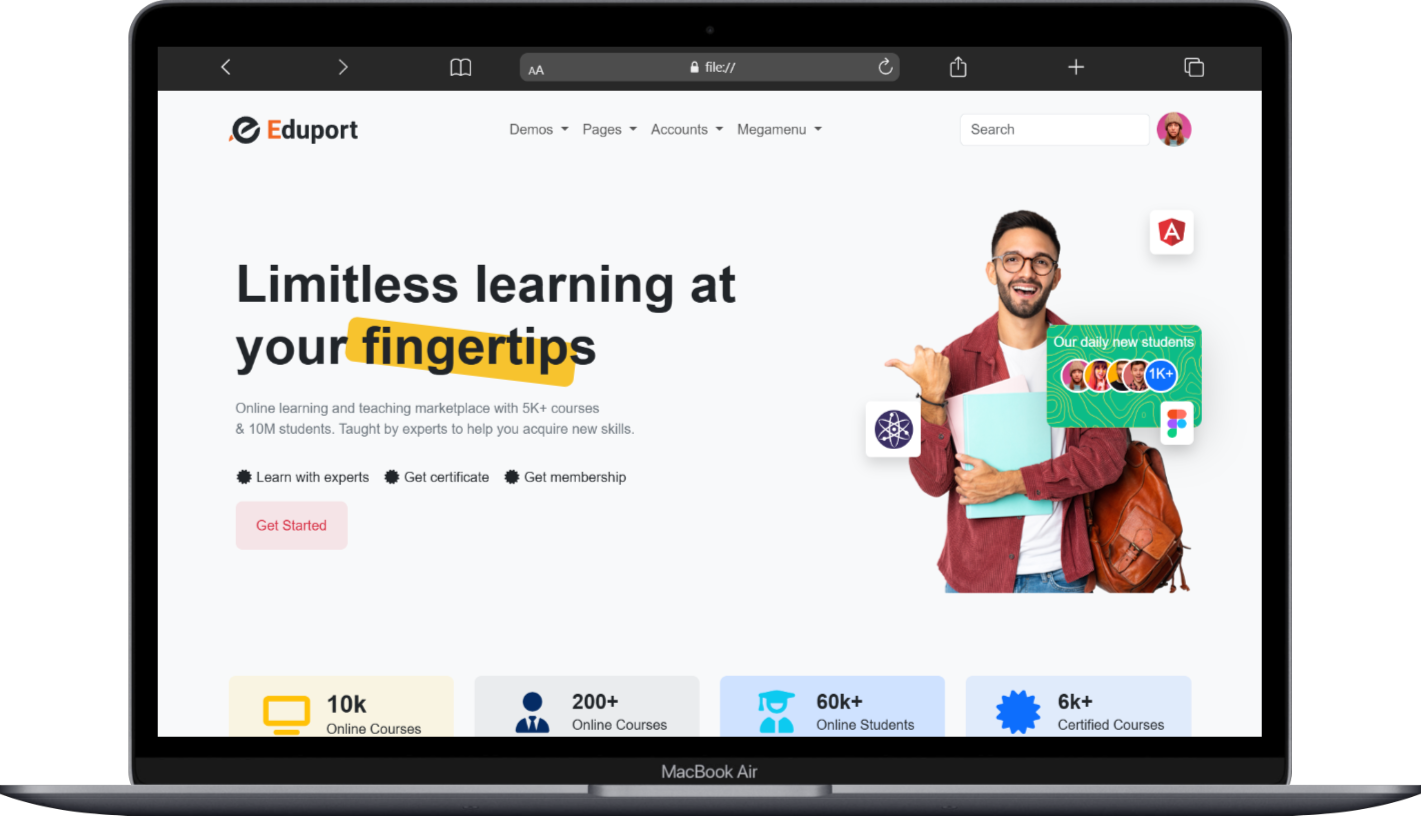 AA
file://
Eduport
Demos
Pages
Accounts
Megamenu
Search
Limitless learning at
your fingertips
Our daily new students
1K+
Online learning and teaching marketplace with 5K+ courses
& 10M students. Taught by experts to help you acquire new skills.
Learn with experts
Get certificate
Get membership
Get Started
10k
Online Courses
200+
Online Courses
60k+
Online Students
6k+
Certified Courses
MacBook Air